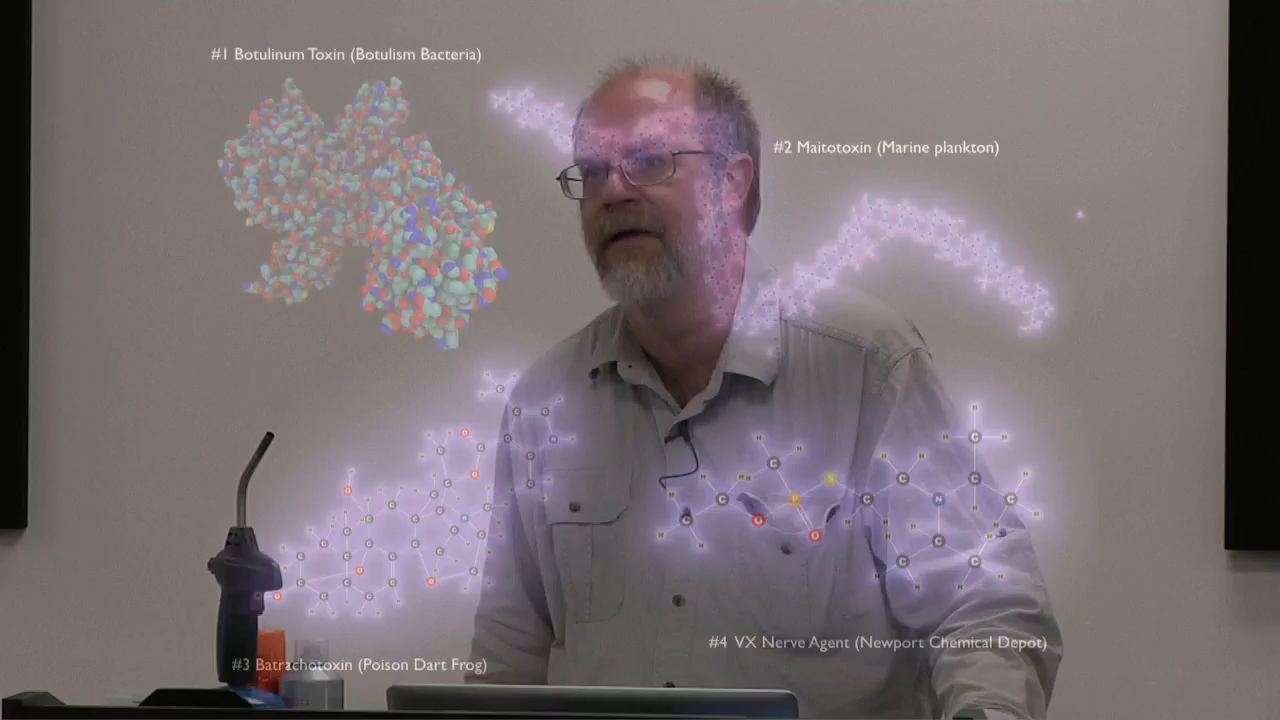 #1 Botulinum Toxin (Botulism Bacteria)
#2 Maitotoxin (Marine plankton)
#4 VX Nerve Agent (Newport Chemical Depot)
#3 Batrachotoxin (Poison Dart Frog)